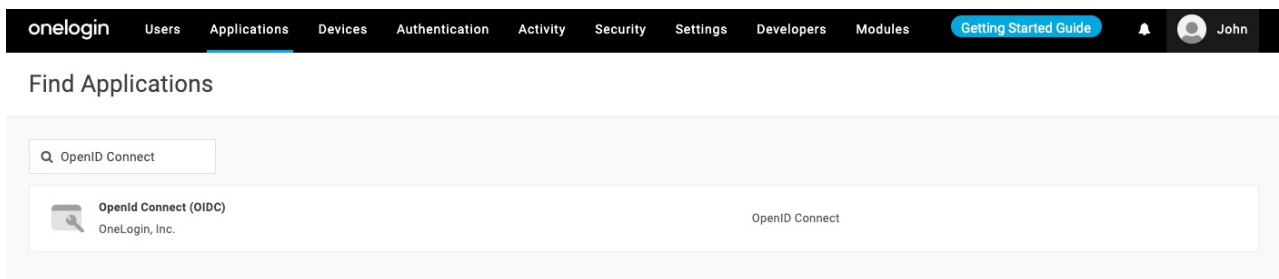 onelogin Users Applications Devices Authentication Activity Security Settings Developers Modules Getting Started Guide John
Find Applications
OpenID Connect
OpenId Connect (OIDC)
OpenID Connect
OneLogin, Inc.